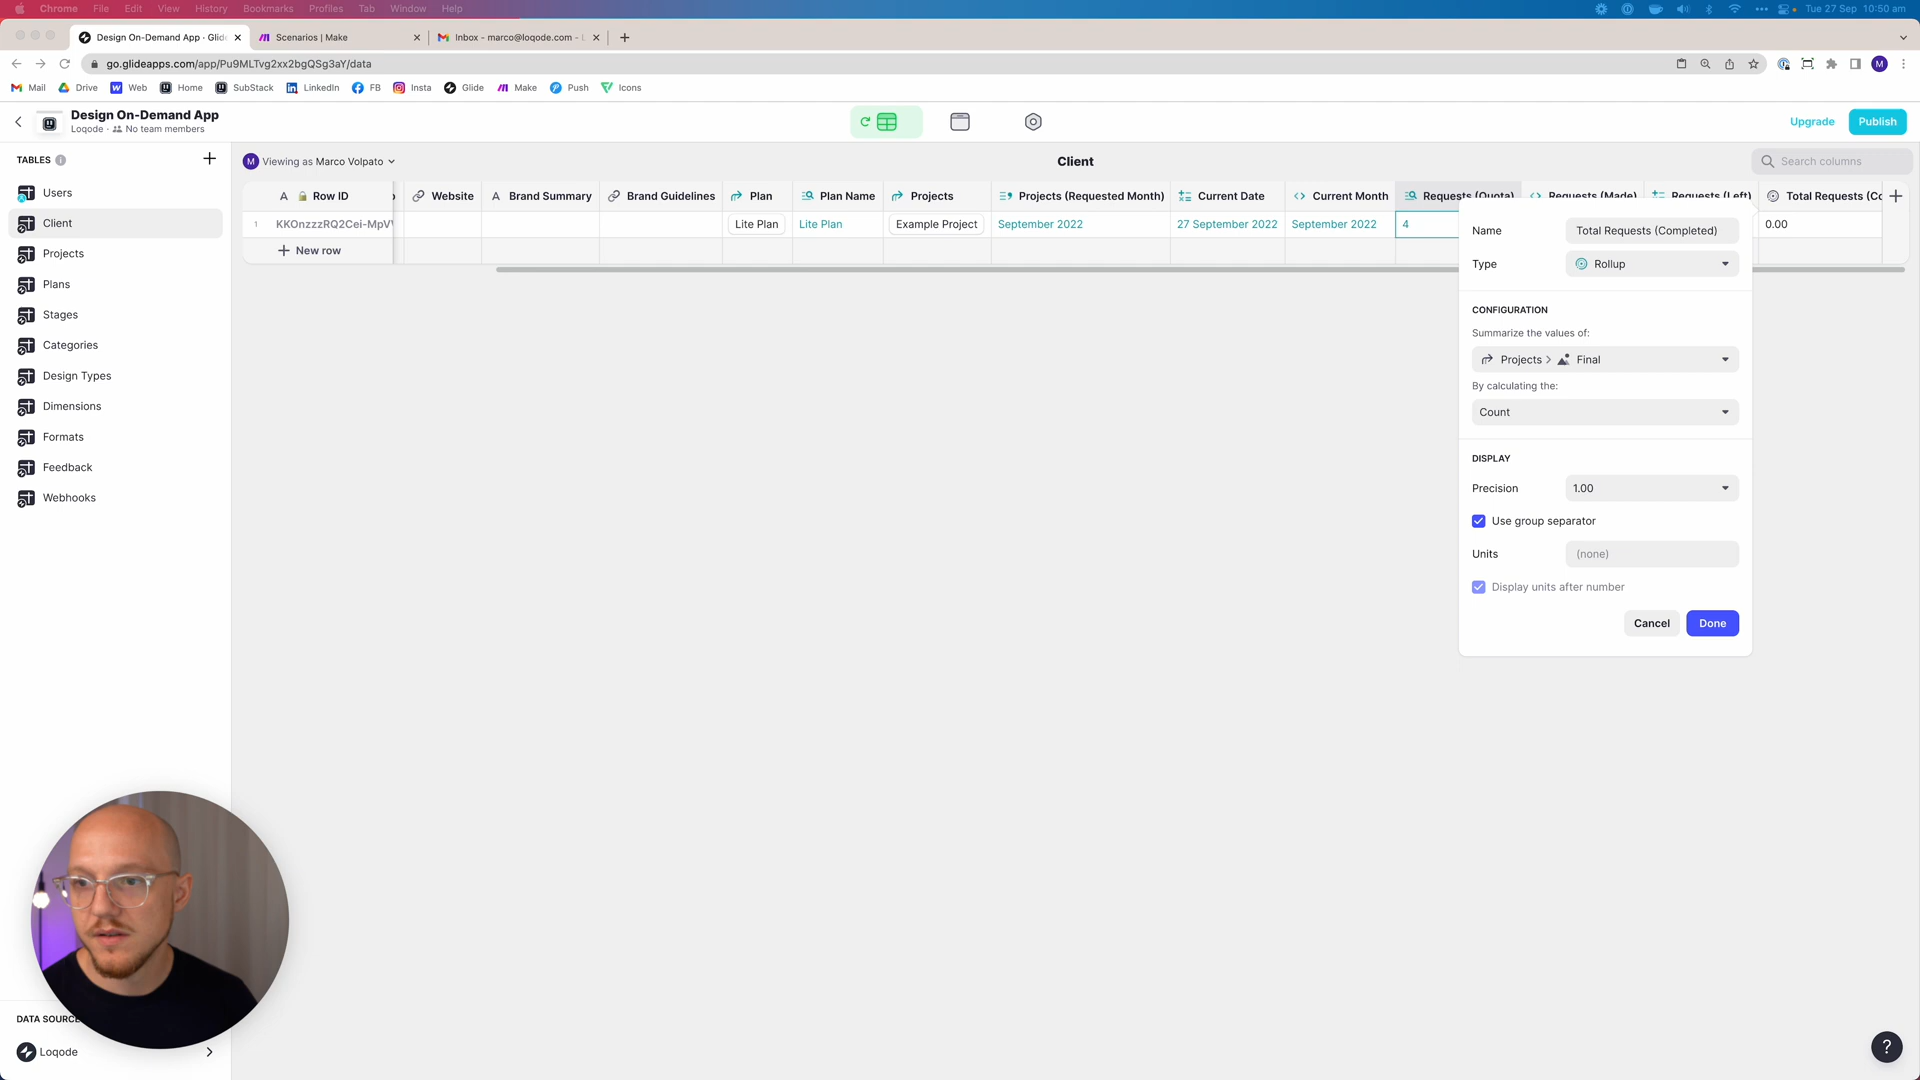 Chrome File Edit View History Bookmarks Profiles Tab Window Help
Tue 27 Sep 10:50 am
Design On-Demand App · Glide
Scenarios | Make
Inbox - marco@loqode.com -
go.glideapps.com/app/Pu9MLTvg2xx2bgQSg3aY/data
Mail Drive Web Home SubStack LinkedIn FB Insta Glide Make Push Icons
Design On-Demand App
Loqode · No team members
Upgrade
Publish
TABLES
Viewing as Marco Volpato
Client
Search columns
Users
Client
Projects
Plans
Stages
Categories
Design Types
Dimensions
Formats
Feedback
Webhooks
Row ID Website Brand Summary Brand Guidelines Plan Plan Name Projects Projects (Requested Month) Current Date Current Month Requests (Quota) Requests (Made) Requests (Left) Total Requests (Co
1 KKOnzzzRQ2Cei-MpV Lite Plan Lite Plan Example Project September 2022 27 September 2022 September 2022 4 0.00
New row
Name Total Requests (Completed)
Type Rollup
CONFIGURATION
Summarize the values of:
Projects > Final
By calculating the:
Count
DISPLAY
Precision 1.00
Use group separator
Units (none)
Display units after number
Cancel Done
DATA SOURC
Loqode
?